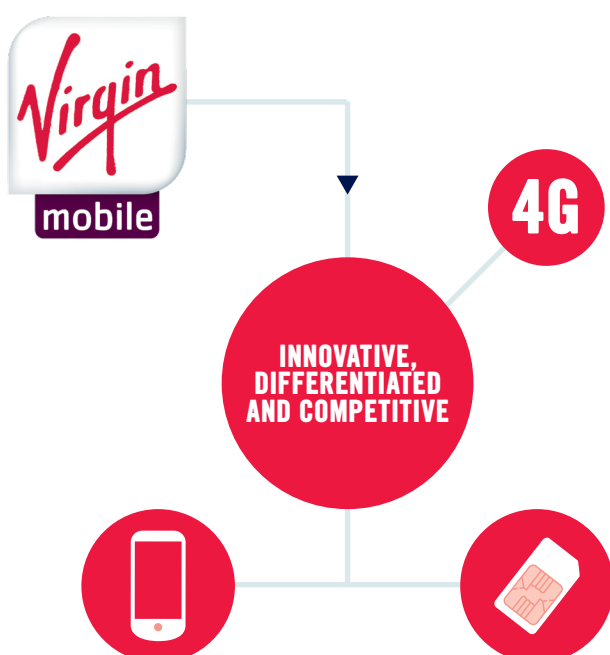 Virgin
mobile
4G
INNOVATIVE,
DIFFERENTIATED
AND COMPETITIVE